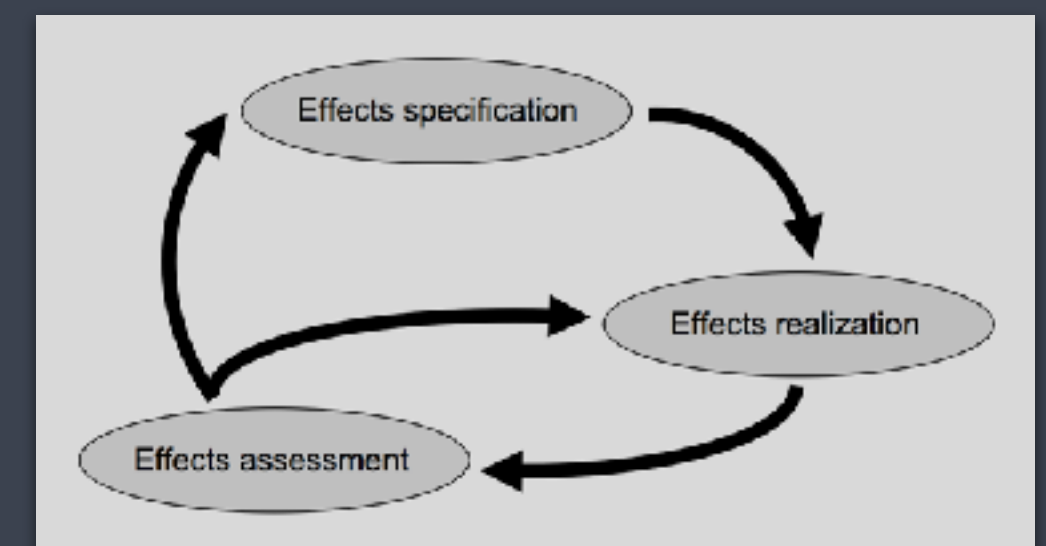 Effects specification
Effects realization
Effects assessment